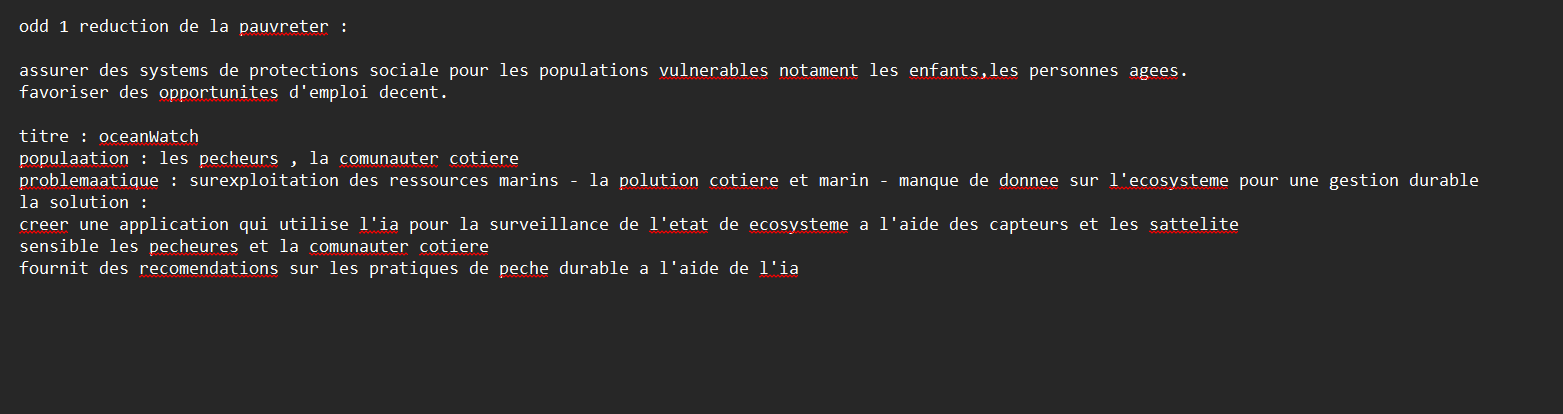 odd 1 reduction de la pauvreter :
assurer des systems de protections sociale pour les populations vulnerables notament les enfants,les personnes agees.
favoriser des opportunites d'emploi decent.
titre : oceanWatch
populaation : les pecheurs , la comunauter cotiere
problemaatique : surexploitation des ressources marins - la polution cotiere et marin - manque de donnee sur l'ecosysteme pour une gestion durable
la solution :
creer une application qui utilise l'ia pour la surveillance de l'etat de ecosysteme a l'aide des capteurs et les sattelite
sensible les pecheures et la comunauter cotiere
fournit des recomendations sur les pratiques de peche durable a l'aide de l'ia